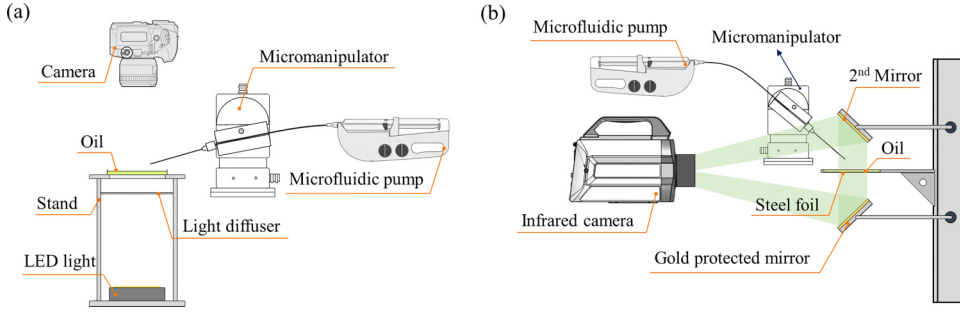 (a)
Camera
Micromanipulator
Oil
Microfluidic pump
Stand
Light diffuser
LED light
(b)
Microfluidic
pump
Micromanipulator
2nd Mirror
Oil
Steel foil
Infrared camera
Gold protected mirror